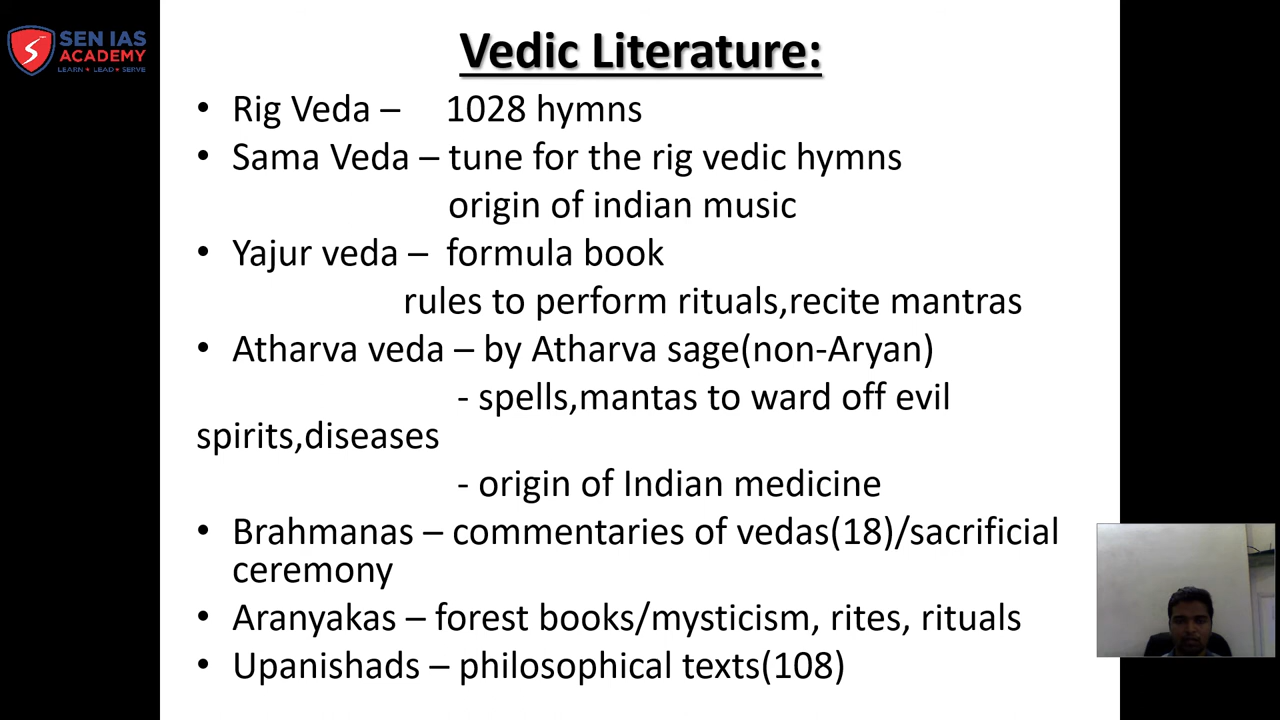 SEN IAS
ACADEMY
LEARN ★ LEAD ★ SERVE
Vedic Literature:
• Rig Veda – 1028 hymns
• Sama Veda – tune for the rig vedic hymns
origin of indian music
• Yajur veda – formula book
rules to perform rituals,recite mantras
• Atharva veda – by Atharva sage(non-Aryan)
- spells,mantas to ward off evil
spirits,diseases
- origin of Indian medicine
• Brahmanas – commentaries of vedas(18)/sacrificial
ceremony
• Aranyakas – forest books/mysticism, rites, rituals
• Upanishads – philosophical texts(108)